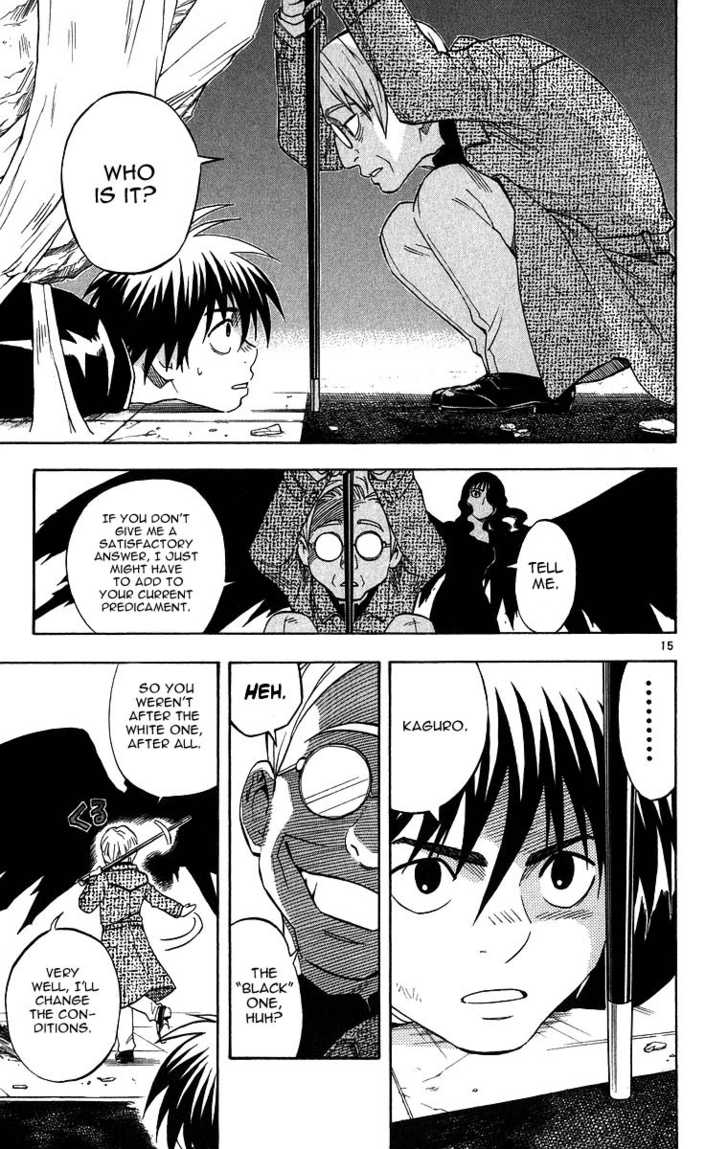 WHO
IS IT?
TELL
ME.
IF YOU DON'T
GIVE ME A
SATISFACTORY
ANSWER, I JUST
MIGHT HAVE
TO ADD TO
YOUR CURRENT
PREDICAMENT.
15
........
KAGURO.
HEH.
THE
"BLACK"
ONE,
HUH?
SO YOU
WEREN'T
AFTER THE
WHITE ONE,
AFTER ALL.
くる
VERY
WELL, I'LL
CHANGE
THE CON-
DITIONS.